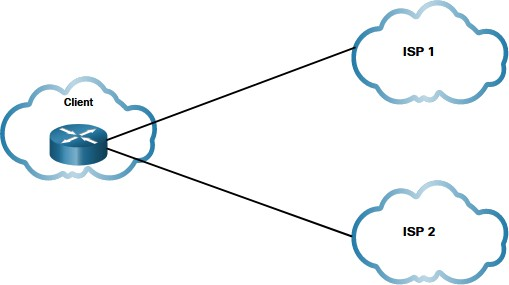 ISP 1
Client
ISP 2